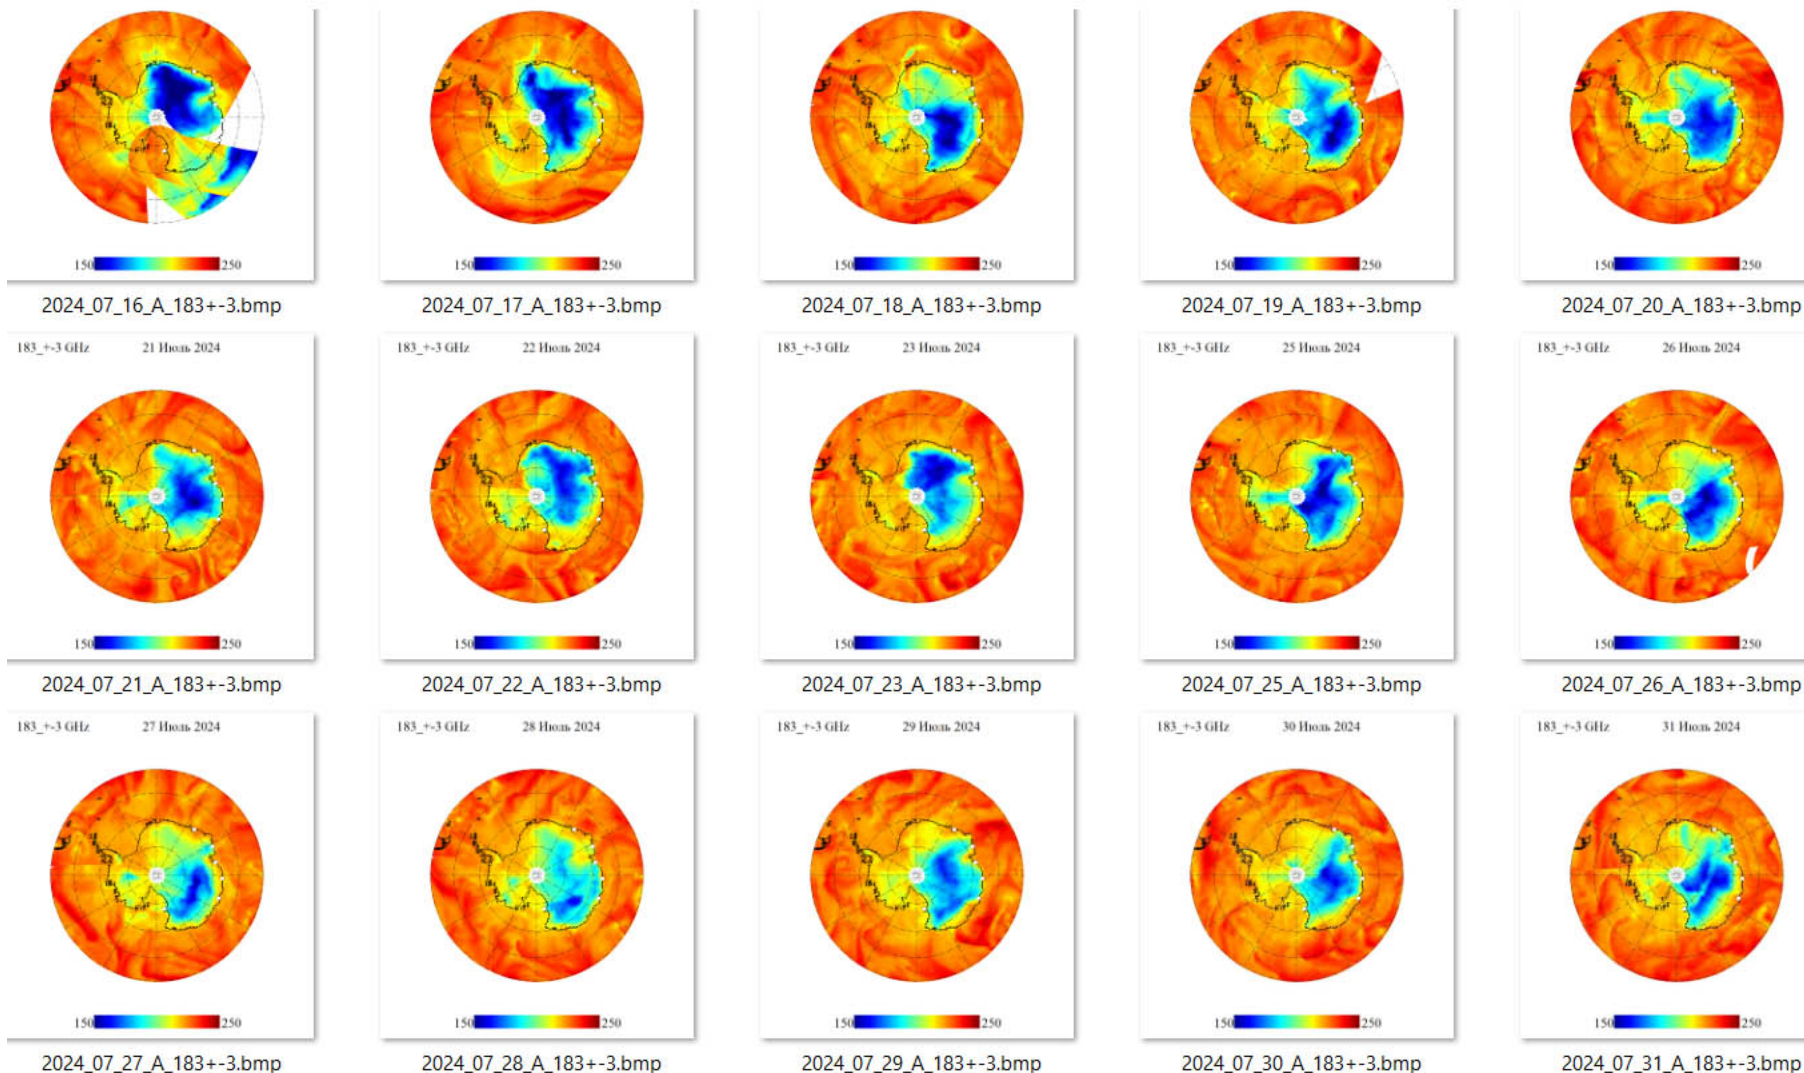 150 250
150 250
150 250
150 250
150 250
2024_07_16_A_183+-3.bmp
2024_07_17_A_183+-3.bmp
2024_07_18_A_183+-3.bmp
2024_07_19_A_183+-3.bmp
2024_07_20_A_183+-3.bmp
183_+-3 GHz 21 Июль 2024
183_+-3 GHz 22 Июль 2024
183_+-3 GHz 23 Июль 2024
183_+-3 GHz 25 Июль 2024
183_+-3 GHz 26 Июль 2024
150 250
150 250
150 250
150 250
150 250
2024_07_21_A_183+-3.bmp
2024_07_22_A_183+-3.bmp
2024_07_23_A_183+-3.bmp
2024_07_25_A_183+-3.bmp
2024_07_26_A_183+-3.bmp
183_+-3 GHz 27 Июль 2024
183_+-3 GHz 28 Июль 2024
183_+-3 GHz 29 Июль 2024
183_+-3 GHz 30 Июль 2024
183_+-3 GHz 31 Июль 2024
150 250
150 250
150 250
150 250
150 250
2024_07_27_A_183+-3.bmp
2024_07_28_A_183+-3.bmp
2024_07_29_A_183+-3.bmp
2024_07_30_A_183+-3.bmp
2024_07_31_A_183+-3.bmp